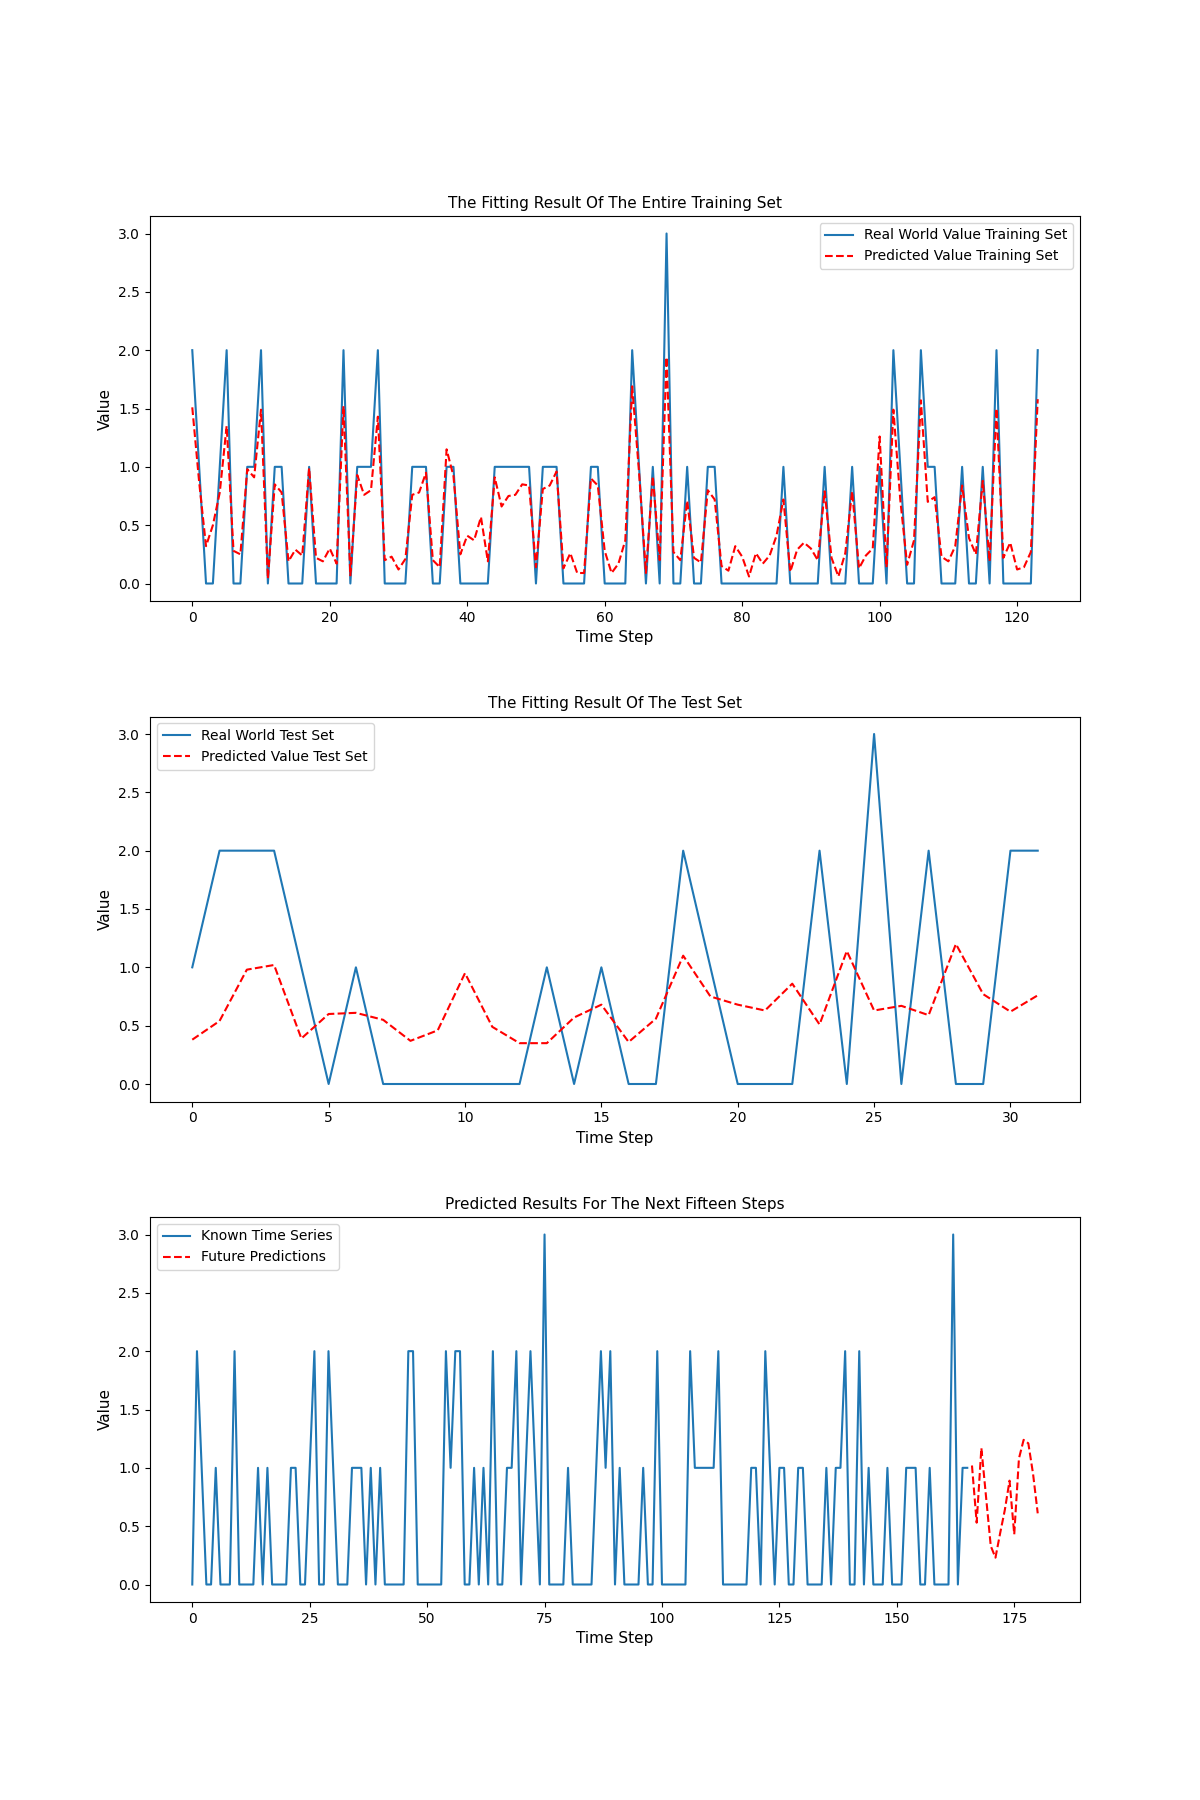 The Fitting Result Of The Entire Training Set
Real World Value Training Set
Predicted Value Training Set
3.0
2.5
2.0
1.5
1.0
0.5
0.0
Value
0 20 40 60 80 100 120
Time Step
The Fitting Result Of The Test Set
Real World Test Set
Predicted Value Test Set
3.0
2.5
2.0
1.5
1.0
0.5
0.0
Value
0 5 10 15 20 25 30
Time Step
Predicted Results For The Next Fifteen Steps
Known Time Series
Future Predictions
3.0
2.5
2.0
1.5
1.0
0.5
0.0
Value
0 25 50 75 100 125 150 175
Time Step